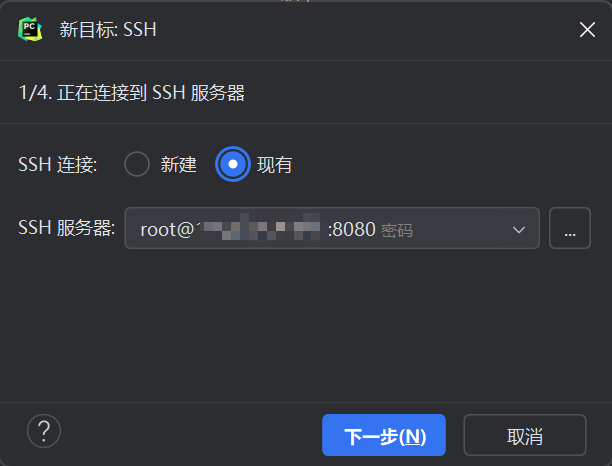 PC
新目标: SSH
1/4. 正在连接到 SSH 服务器
SSH 连接: 新建 现有
SSH 服务器: root@ :8080 密码 ...
? 下一步(N) 取消